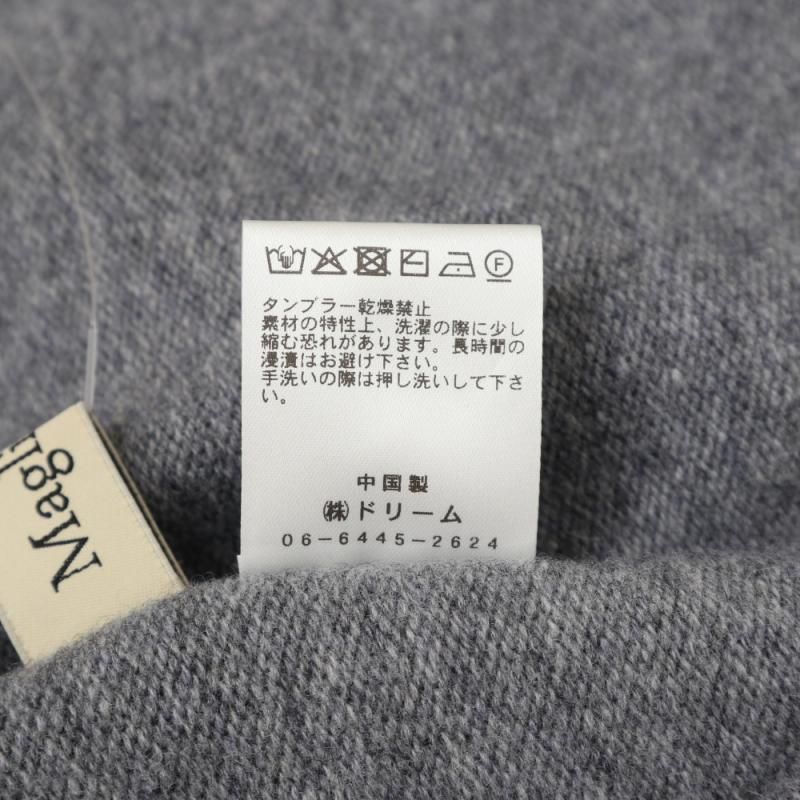 F
タンブラー乾燥禁止
素材の特性上、洗濯の際に少し
縮む恐れがあります。長時間の
浸漬はお避け下さい。
手洗いの際は押し洗いして下さ
い。
中国製
㈱ドリーム
06-6445-2624